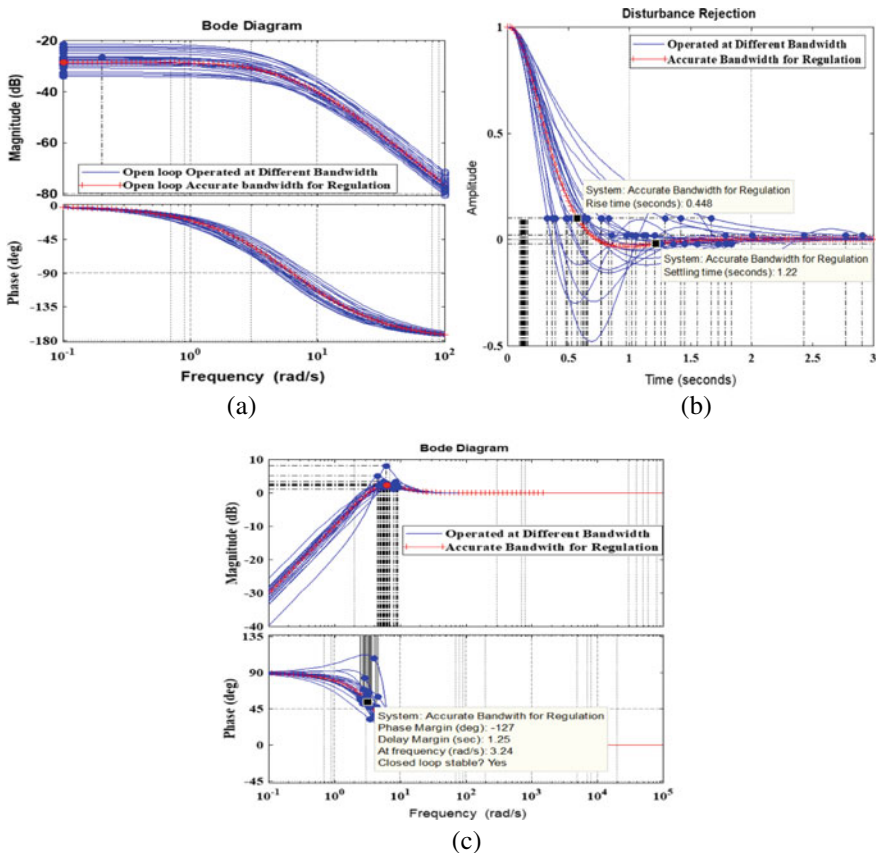 Bode Diagram
Magnitude (dB)
-20
-40
-60
-80
Open loop Operated at Different Bandwidth
Open loop Accurate bandwidth for Regulation
Phase (deg)
0
-45
-90
-135
-180
10^-1 10^0 10^1 10^2
Frequency (rad/s)
(a)
Disturbance Rejection
Amplitude
1
0.5
0
-0.5
Operated at Different Bandwidth
Accurate Bandwidth for Regulation
System: Accurate Bandwidth for Regulation
Rise time (seconds): 0.448
System: Accurate Bandwidth for Regulation
Settling time (seconds): 1.22
0 0.5 1 1.5 2 2.5 3
Time (seconds)
(b)
Bode Diagram
Magnitude (dB)
10
0
-10
-20
-30
-40
Operated at Different Bandwidth
Accurate Bandwith for Regulation
Phase (deg)
135
90
45
0
-45
System: Accurate Bandwith for Regulation
Phase Margin (deg): -127
Delay Margin (sec): 1.25
At frequency (rad/s): 3.24
Closed loop stable? Yes
10^-1 10^0 10^1 10^2 10^3 10^4 10^5
Frequency (rad/s)
(c)